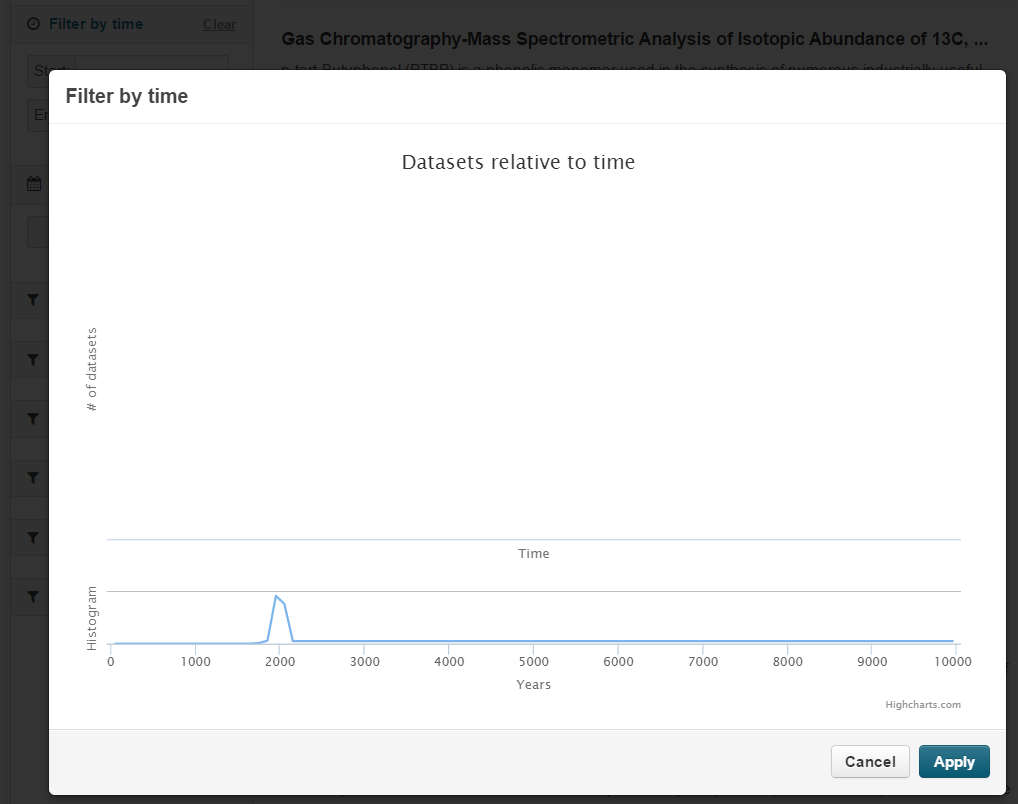 Filter by time
Clear
Gas Chromatography-Mass Spectrometric Analysis of Isotopic Abundance of 13C, ...
p-tert-Butyphenol (PTBP) is a phenolic monomer used in the synthesis of numerous industrially useful
Start
Filter by time
Datasets relative to time
# of datasets
Time
Histogram
0 1000 2000 3000 4000 5000 6000 7000 8000 9000 10000
Years
Highcharts.com
Cancel Apply